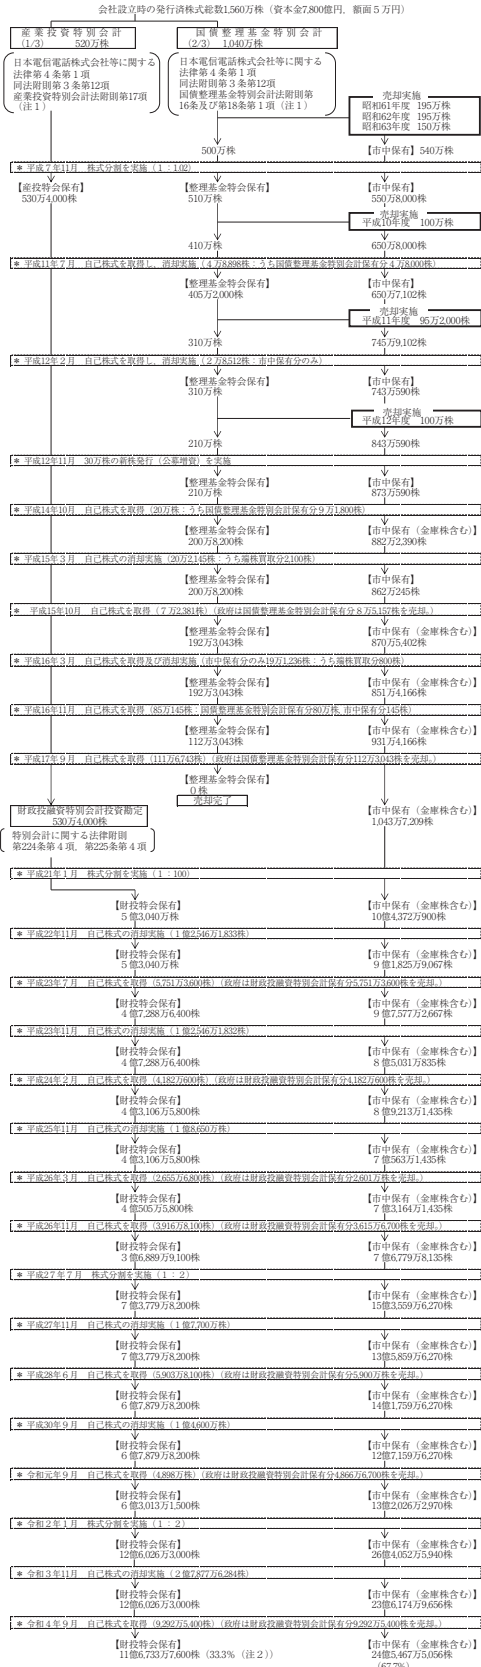 会社設立時の発行済株式総数1,560万株（資本金7,800億円，額面５万円）
産業投資特別会計
（1/3）　520万株
国債整理基金特別会計
（2/3）　1,040万株
日本電信電話株式会社等に関する
法律第４条第１項
同法附則第３条第12項
産業投資特別会計法附則第17項
（注１）
日本電信電話株式会社等に関する
法律第４条第１項
同法附則第３条第12項
国債整理基金特別会計法附則第
16条及び第18条第１項（注１）
売却実施
昭和61年度　195万株
昭和62年度　195万株
昭和63年度　150万株
500万株
【市中保有】540万株
＊ 平成７年11月　株式分割を実施（１：1.02）
【産投特会保有】　【整理基金特会保有】　【市中保有】
530万4,000株　510万株　550万8,000株
売却実施
平成10年度　100万株
410万株　650万8,000株
＊ 平成11年７月　自己株式を取得し，消却実施（４万8,898株：うち国債整理基金特別会計保有分４万8,000株）
【整理基金特会保有】　【市中保有】
405万2,000株　650万7,102株
売却実施
平成11年度　95万2,000株
310万株　745万9,102株
＊ 平成12年２月　自己株式を取得し，消却実施（２万8,512株：市中保有分のみ）
【整理基金特会保有】　【市中保有】
310万株　743万590株
売却実施
平成12年度　100万株
210万株　843万590株
＊ 平成12年11月　30万株の新株発行（公募増資）を実施
【整理基金特会保有】　【市中保有】
210万株　873万590株
＊ 平成14年10月　自己株式を取得（20万株：うち国債整理基金特別会計保有分９万1,800株）
【整理基金特会保有】　【市中保有（金庫株含む）】
200万8,200株　882万2,390株
＊ 平成15年３月　自己株式の消却実施（20万2,145株：うち端株買取分2,100株）
【整理基金特会保有】　【市中保有】
200万8,200株　862万245株
＊　平成15年10月　自己株式を取得（７万2,381株）（政府は国債整理基金特別会計保有分８万5,157株を売却。）
【整理基金特会保有】　【市中保有（金庫株含む）】
192万3,043株　870万5,402株
＊ 平成16年３月　自己株式を取得及び消却実施（市中保有分のみ19万1,236株：うち端株買取分800株）
【整理基金特会保有】　【市中保有（金庫株含む）】
192万3,043株　851万4,166株
＊ 平成16年11月　自己株式を取得（85万145株：国債整理基金特別会計保有分80万株，市中保有分145株）
【整理基金特会保有】　【市中保有（金庫株含む）】
112万3,043株　931万4,166株
＊ 平成17年９月　自己株式を取得（111万6,743株）（政府は国債整理基金特別会計保有分112万3,043株を売却。）
【整理基金特会保有】
０株
売却完了
財政投融資特別会計投資勘定
530万4,000株
【市中保有（金庫株含む）】
1,043万7,209株
特別会計に関する法律附則
第224条第４項，第225条第４項
＊ 平成21年１月　株式分割を実施（１：100）
【財投特会保有】　【市中保有（金庫株含む）】
５億3,040万株　10億4,372万900株
＊ 平成22年11月　自己株式の消却実施（１億2,546万1,833株）
【財投特会保有】　【市中保有（金庫株含む）】
５億3,040万株　９億1,825万9,067株
＊ 平成23年７月　自己株式を取得（5,751万3,600株）（政府は財政投融資特別会計保有分5,751万3,600株を売却。）
【財投特会保有】　【市中保有（金庫株含む）】
４億7,288万6,400株　９億7,577万2,667株
＊ 平成23年11月　自己株式の消却実施（１億2,546万1,832株）
【財投特会保有】　【市中保有（金庫株含む）】
４億7,288万6,400株　８億5,031万835株
＊ 平成24年２月　自己株式を取得（4,182万600株）（政府は財政投融資特別会計保有分4,182万600株を売却。）
【財投特会保有】　【市中保有（金庫株含む）】
４億3,106万5,800株　８億9,213万1,435株
＊ 平成25年11月　自己株式の消却実施（１億8,650万株）
【財投特会保有】　【市中保有（金庫株含む）】
４億3,106万5,800株　７億563万1,435株
＊ 平成26年３月　自己株式を取得（2,655万6,800株）（政府は財政投融資特別会計保有分2,601万株を売却。）
【財投特会保有】　【市中保有（金庫株含む）】
４億505万5,800株　７億3,164万1,435株
＊ 平成26年11月　自己株式を取得（3,916万8,100株）（政府は財政投融資特別会計保有分3,615万6,700株を売却。）
【財投特会保有】　【市中保有（金庫株含む）】
３億6,889万9,100株　７億6,779万8,135株
＊ 平成27年７月　株式分割を実施（１：２）
【財投特会保有】　【市中保有（金庫株含む）】
７億3,779万8,200株　15億3,559万6,270株
＊ 平成27年11月　自己株式の消却実施（１億7,700万株）
【財投特会保有】　【市中保有（金庫株含む）】
７億3,779万8,200株　13億5,859万6,270株
＊ 平成28年６月　自己株式を取得（5,903万8,100株）（政府は財政投融資特別会計保有分5,900万株を売却。）
【財投特会保有】　【市中保有（金庫株含む）】
６億7,879万8,200株　14億1,759万6,270株
＊ 平成30年９月　自己株式の消却実施（１億4,600万株）
【財投特会保有】　【市中保有（金庫株含む）】
６億7,879万8,200株　12億7,159万6,270株
＊ 令和元年９月　自己株式を取得（4,898万株）（政府は財政投融資特別会計保有分4,866万6,700株を売却。）
【財投特会保有】　【市中保有（金庫株含む）】
６億3,013万1,500株　13億2,026万2,970株
＊ 令和２年１月　株式分割を実施（１：２）
【財投特会保有】　【市中保有（金庫株含む）】
12億6,026万3,000株　26億4,052万5,940株
＊ 令和３年11月　自己株式の消却実施（２億7,877万6,284株）
【財投特会保有】　【市中保有（金庫株含む）】
12億6,026万3,000株　23億6,174万9,656株
＊ 令和４年９月　自己株式を取得（9,292万5,400株）（政府は財政投融資特別会計保有分9,292万5,400株を売却。）
【財投特会保有】　【市中保有（金庫株含む）】
11億6,733万7,600株（33.3%（注２））　24億5,467万5,056株
（67.7%）